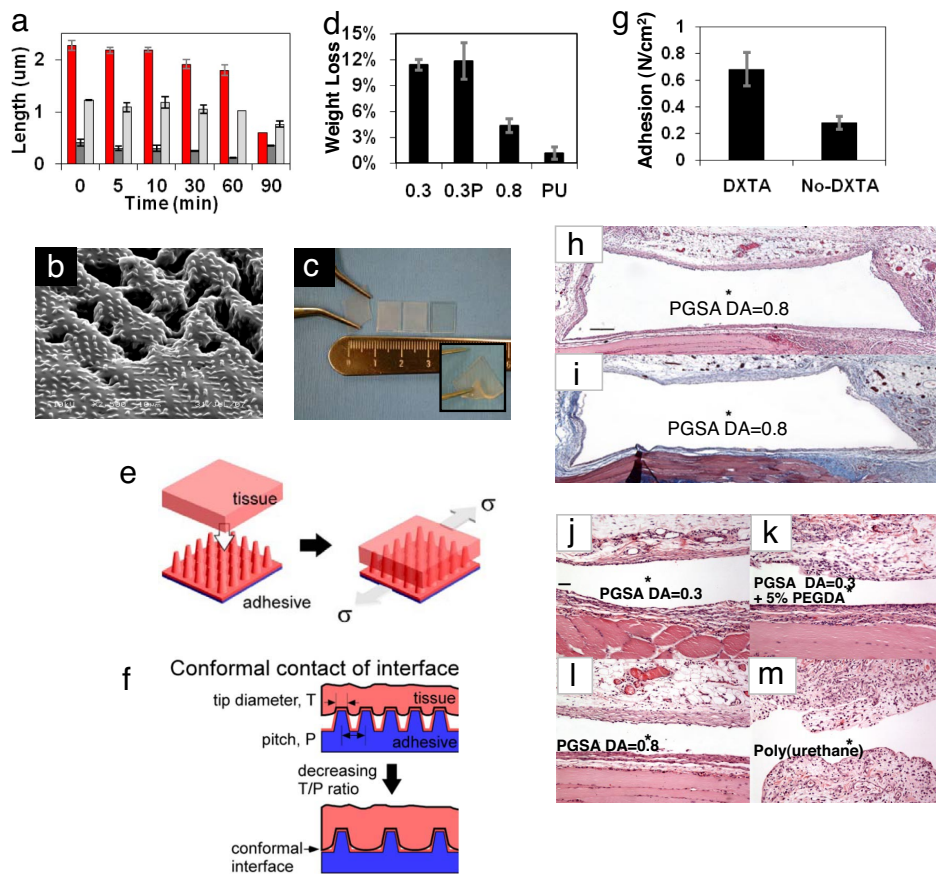 a
Length (um)
2
1
0
0 5 10 30 60 90
Time (min)
d
Weight Loss
15%
12%
9%
6%
3%
0%
0.3 0.3P 0.8 PU
g
Adhesion (N/cm²)
1
0.8
0.6
0.4
0.2
0
DXTA No-DXTA
b
c
1 2 3
e
tissue
adhesive
σ
σ
f
Conformal contact of interface
tip diameter, T
tissue
pitch, P
adhesive
decreasing
T/P ratio
conformal
interface
h
*
PGSA DA=0.8
i
*
PGSA DA=0.8
j
*
PGSA DA=0.3
k
PGSA DA=0.3
+ 5% PEGDA*
l
*
PGSA DA=0.8
m
*
Poly(urethane)